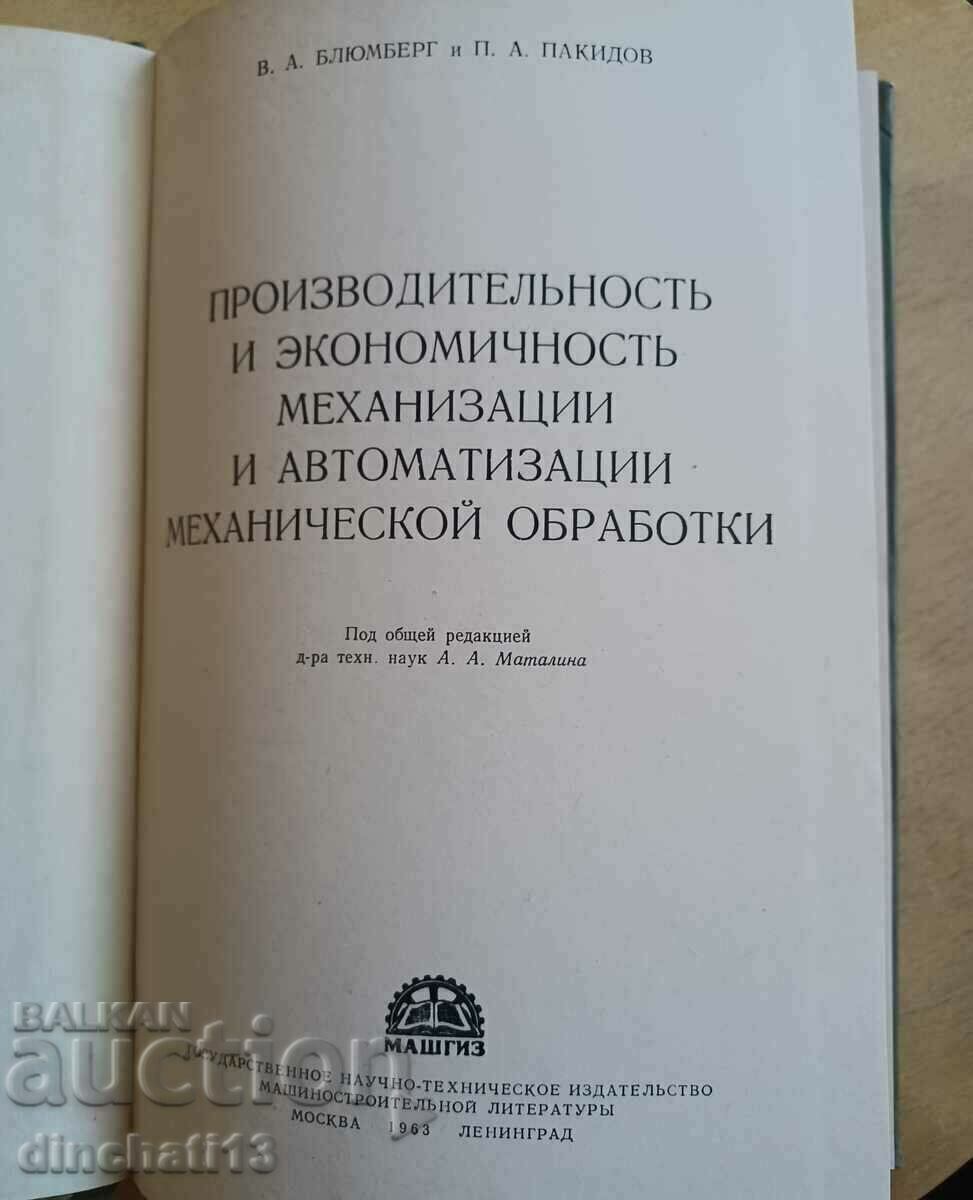 В. А. БЛЮМБЕРГ и П. А. ПАКИДОВ
ПРОИЗВОДИТЕЛЬНОСТЬ
И ЭКОНОМИЧНОСТЬ
МЕХАНИЗАЦИИ
И АВТОМАТИЗАЦИИ
МЕХАНИЧЕСКОЙ ОБРАБОТКИ
Под общей редакцией
д-ра техн. наук А. А. Маталина
МАШГИЗ
ГОСУДАРСТВЕННОЕ НАУЧНО-ТЕХНИЧЕСКОЕ ИЗДАТЕЛЬСТВО
МАШИНОСТРОИТЕЛЬНОЙ ЛИТЕРАТУРЫ
МОСКВА 1963 ЛЕНИНГРАД
BALKAN
auction
dinchati13